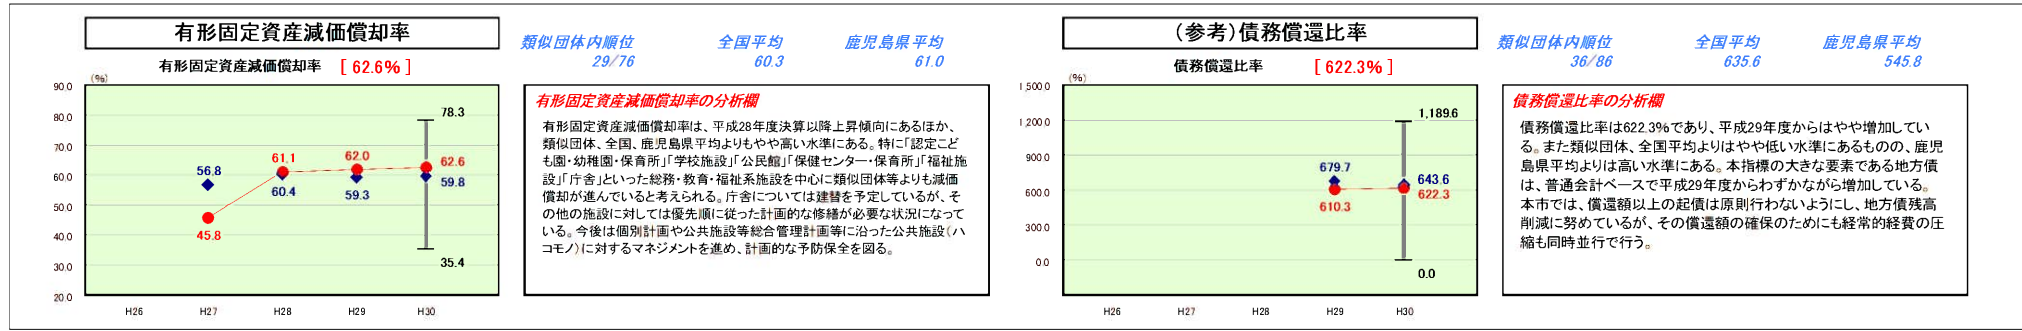 有形固定資産減価償却率
有形固定資産減価償却率 [ 62.6% ]
類似団体内順位
29/76
全国平均
60.3
鹿児島県平均
61.0
(%)
90.0
80.0
70.0
60.0
50.0
40.0
30.0
20.0
H26
H27
H28
H29
H30
56.8
45.8
61.1
60.4
62.0
59.3
78.3
62.6
59.8
35.4
有形固定資産減価償却率の分析欄
有形固定資産減価償却率は、平成28年度決算以降上昇傾向にあるほか、
類似団体、全国、鹿児島県平均よりもやや高い水準にある。特に「認定こど
も園・幼稚園・保育所」「学校施設」「公民館」「保健センター・保育所」「福祉施
設」「庁舎」といった総務・教育・福祉系施設を中心に類似団体等よりも減価
償却が進んでいると考えられる。庁舎については建替を予定しているが、そ
の他の施設に対しては優先順に従った計画的な修繕が必要な状況になって
いる。今後は個別計画や公共施設等総合管理計画等に沿った公共施設（ハ
コモノ）に対するマネジメントを進め、計画的な予防保全を図る。
（参考）債務償還比率
債務償還比率 [ 622.3% ]
類似団体内順位
36/86
全国平均
635.6
鹿児島県平均
545.8
(%)
1,500.0
1,200.0
900.0
600.0
300.0
0.0
H26
H27
H28
H29
H30
679.7
610.3
1,189.6
643.6
622.3
0.0
債務償還比率の分析欄
債務償還比率は622.3%であり、平成29年度からはやや増加してい
る。また類似団体、全国平均よりはやや低い水準にあるものの、鹿児
島県平均よりは高い水準にある。本指標の大きな要素である地方債
は、普通会計ベースで平成29年度からわずかながら増加している。
本市では、償還額以上の起債は原則行わないようにし、地方債残高
削減に努めているが、その償還額の確保のためにも経常的経費の圧
縮も同時並行で行う。